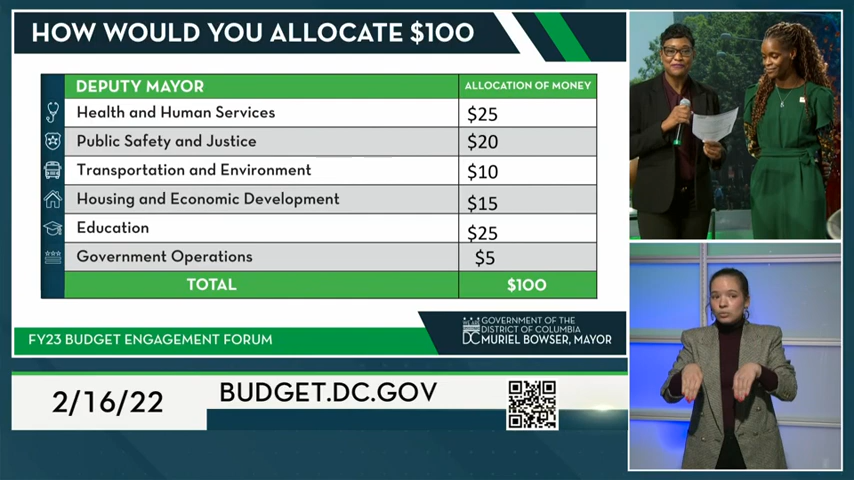 HOW WOULD YOU ALLOCATE $100
DEPUTY MAYOR ALLOCATION OF MONEY
Health and Human Services $25
Public Safety and Justice $20
Transportation and Environment $10
Housing and Economic Development $15
Education $25
Government Operations $5
TOTAL $100
FY23 BUDGET ENGAGEMENT FORUM
GOVERNMENT OF THE
DISTRICT OF COLUMBIA
DC MURIEL BOWSER, MAYOR
2/16/22
BUDGET.DC.GOV